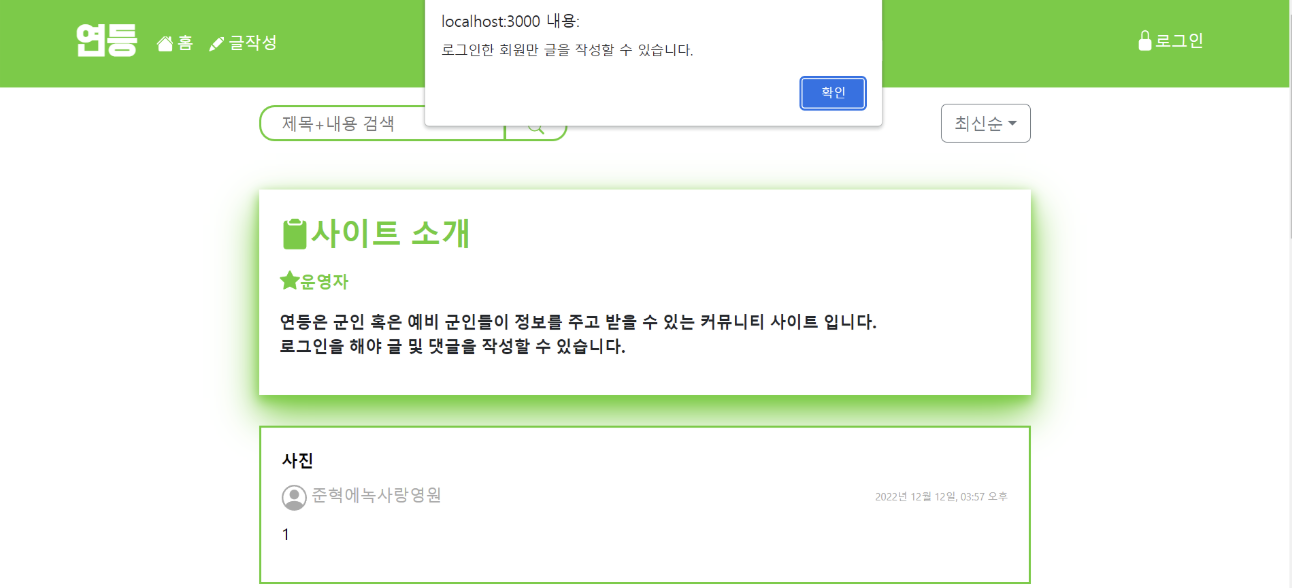 연등 홈 글작성
localhost:3000 내용:
로그인한 회원만 글을 작성할 수 있습니다.
확인
로그인
제목+내용 검색
최신순
사이트 소개
운영자
연등은 군인 혹은 예비 군인들이 정보를 주고 받을 수 있는 커뮤니티 사이트 입니다.
로그인을 해야 글 및 댓글을 작성할 수 있습니다.
사진
준혁에녹사랑영원
2022년 12월 12일, 03:57 오후
1